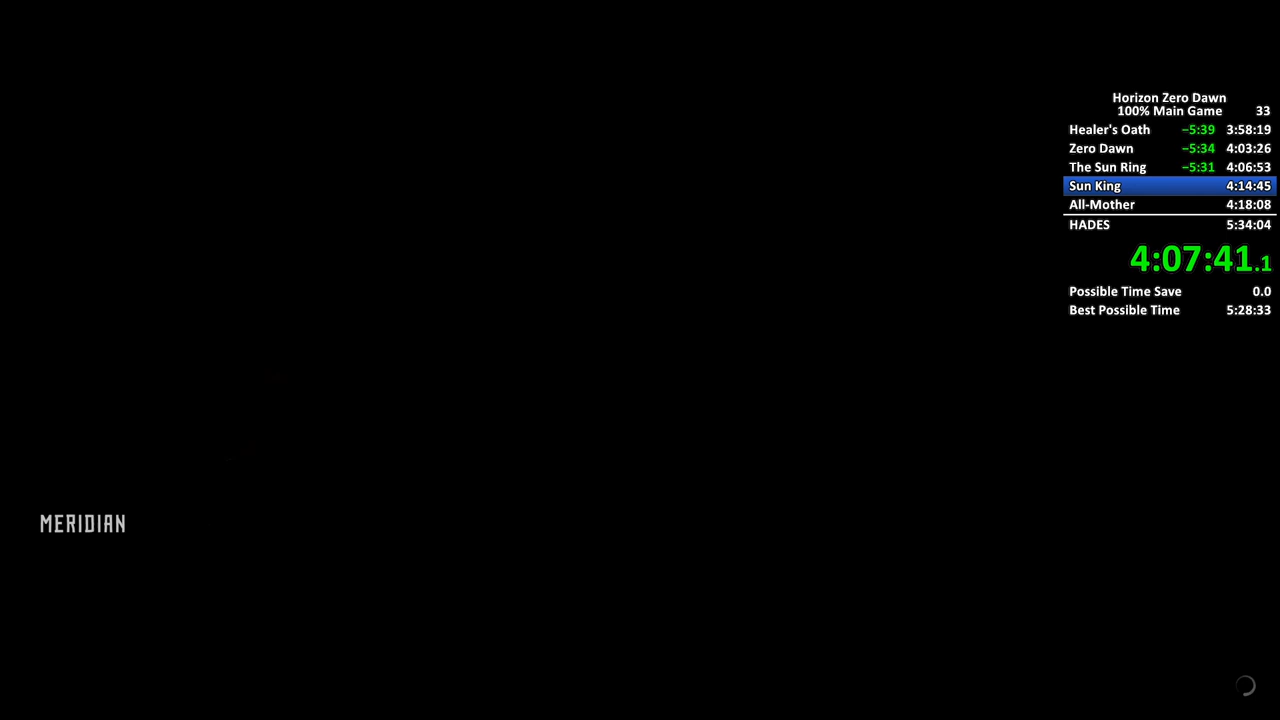 Horizon Zero Dawn
100% Main Game 33
Healer's Oath −5:39 3:58:19
Zero Dawn −5:34 4:03:26
The Sun Ring −5:31 4:06:53
Sun King 4:14:45
All-Mother 4:18:08
HADES 5:34:04
4:07:41.1
Possible Time Save 0.0
Best Possible Time 5:28:33
MERIDIAN